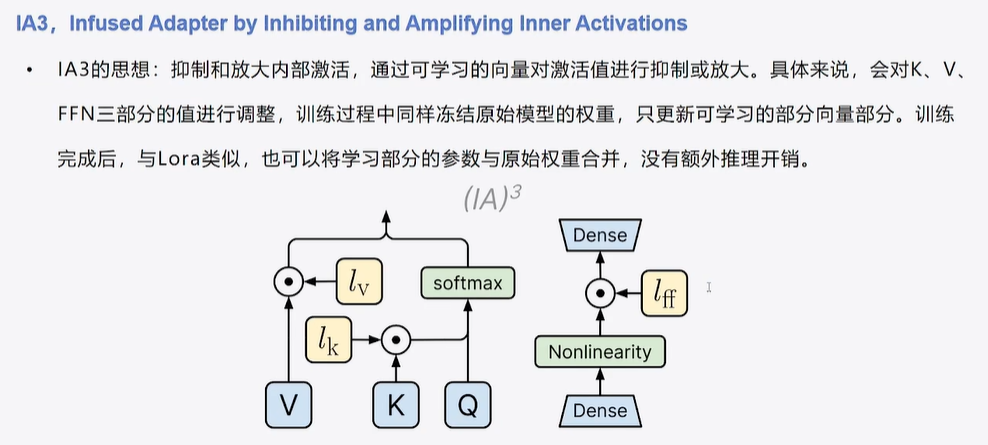 IA3，Infused Adapter by Inhibiting and Amplifying Inner Activations
• IA3的思想：抑制和放大内部激活，通过可学习的向量对激活值进行抑制或放大。具体来说，会对K、V、
FFN三部分的值进行调整，训练过程中同样冻结原始模型的权重，只更新可学习的部分向量部分。训练
完成后，与Lora类似，也可以将学习部分的参数与原始权重合并，没有额外推理开销。
(IA)³
Dense
l_v
softmax
l_ff
l_k
Nonlinearity
V
K
Q
Dense